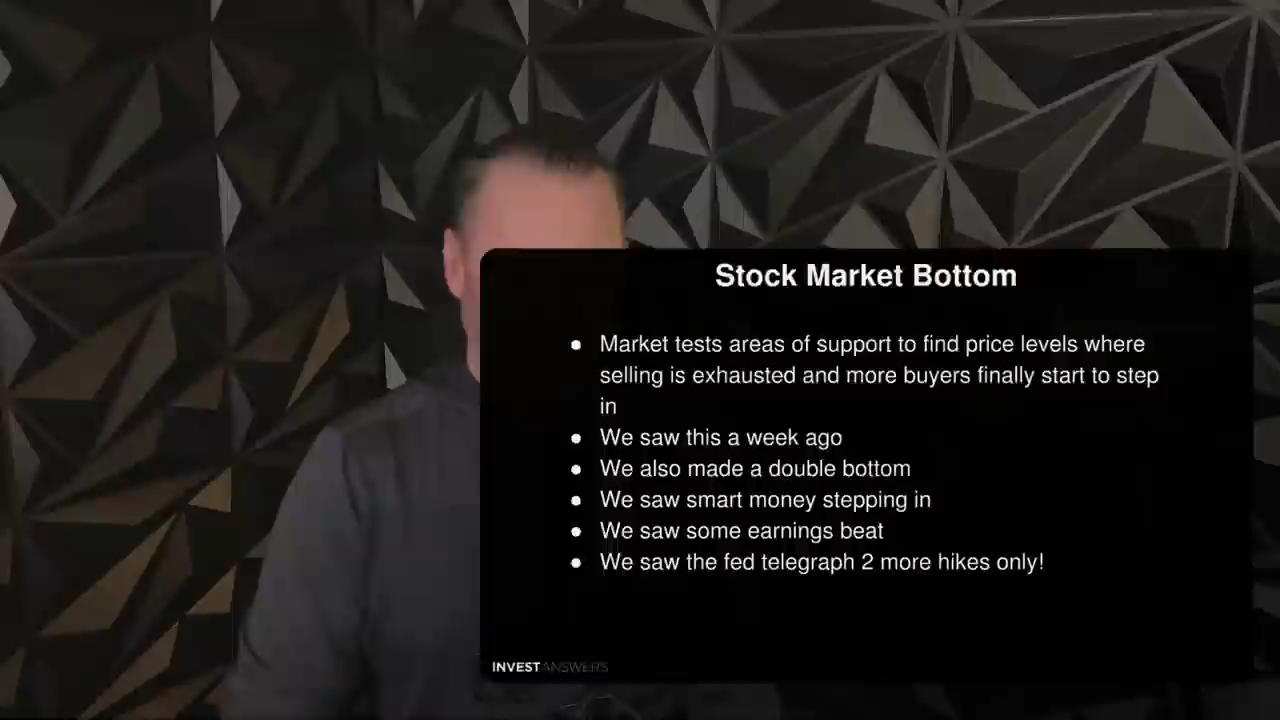 Stock Market Bottom
● Market tests areas of support to find price levels where
selling is exhausted and more buyers finally start to step
in
● We saw this a week ago
● We also made a double bottom
● We saw smart money stepping in
● We saw some earnings beat
● We saw the fed telegraph 2 more hikes only!
INVESTANSWERS